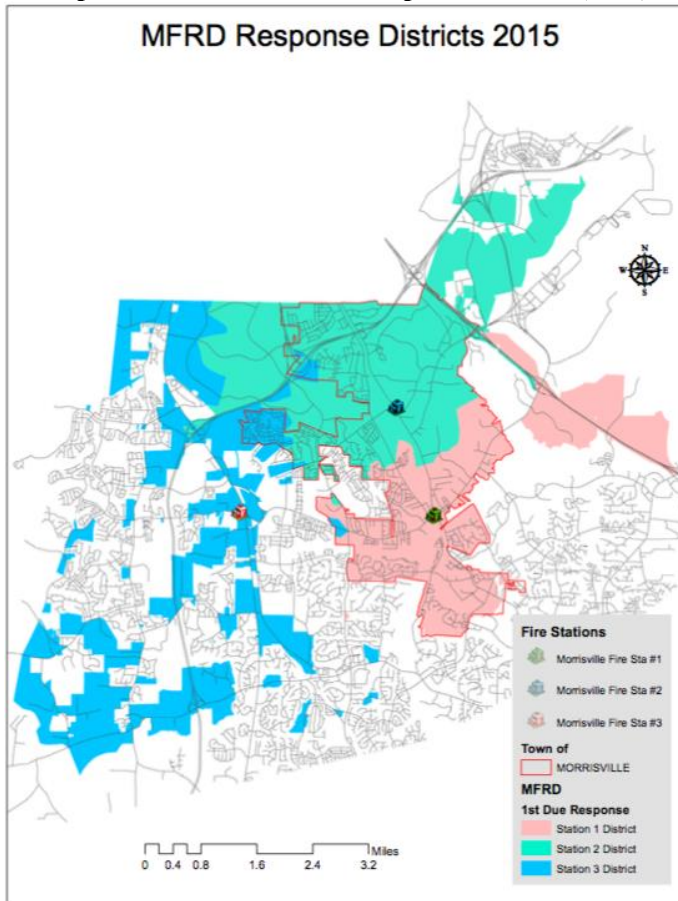 MFRD Response Districts 2015
N
W E
S
Fire Stations
Morrisville Fire Sta #1
Morrisville Fire Sta #2
Morrisville Fire Sta #3
Town of
MORRISVILLE
MFRD
1st Due Response
Station 1 District
Station 2 District
Station 3 District
Miles
0 0.4 0.8 1.6 2.4 3.2